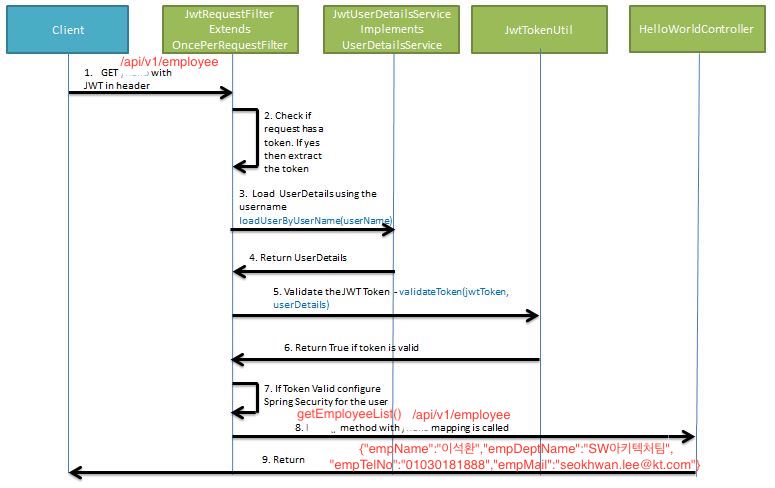 Client
JwtRequestFilter
Extends
OncePerRequestFilter
JwtUserDetailsService
Implements
UserDetailsService
JwtTokenUtil
HelloWorldController
/api/v1/employee
1. GET with
JWT in header
2. Check if
request has a
token. If yes
then extract
the token
3. Load UserDetails using the
username
loadUserByUserName(userName)
4. Return UserDetails
5. Validate the JWT Token - validateToken(jwtToken,
userDetails)
6. Return True if token is valid
7. If Token Valid configure
Spring Security for the user
getEmployeeList() /api/v1/employee
8. method with mapping is called
{"empName":"이석환","empDeptName":"SW아키텍처팀",
9. Return "empTelNo":"01030181888","empMail":"seokhwan.lee@kt.com"}